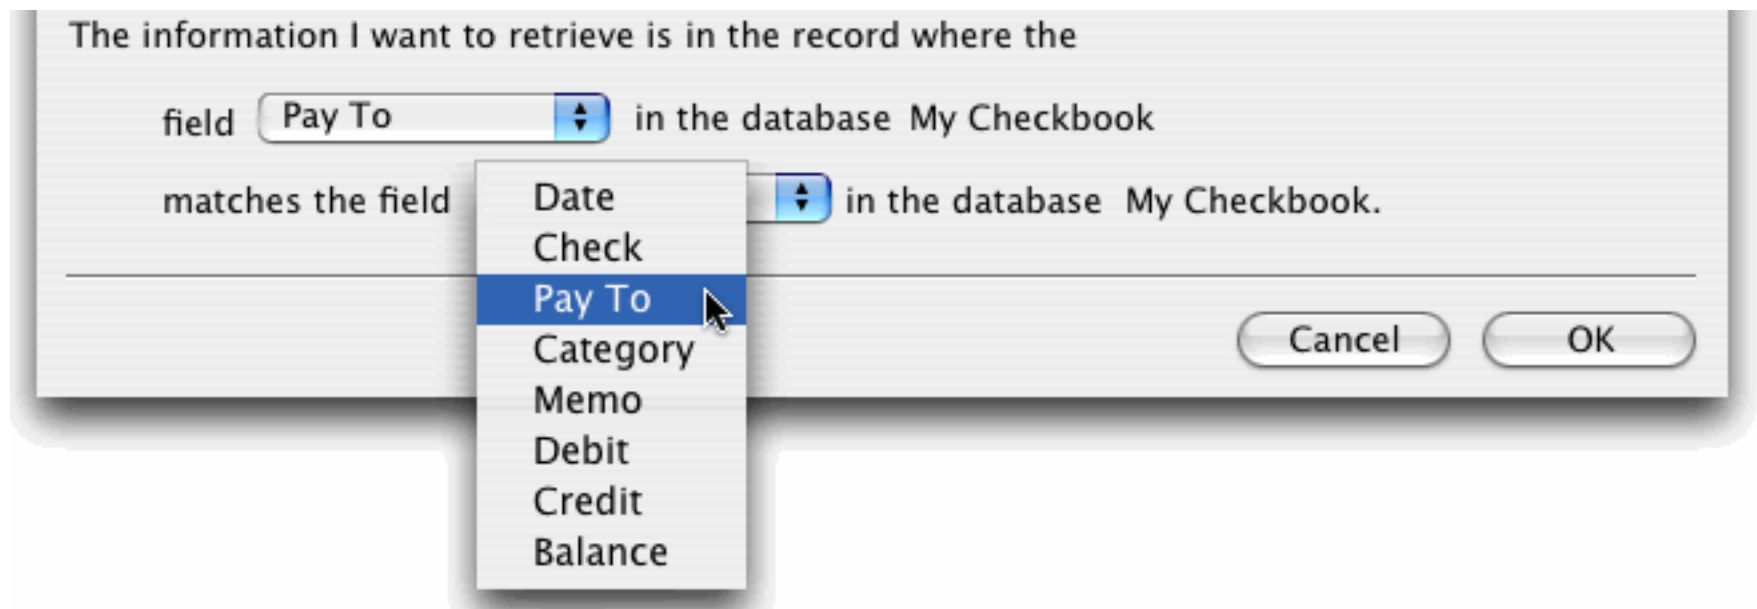 The information I want to retrieve is in the record where the
field Pay To in the database My Checkbook
matches the field in the database My Checkbook.
Date
Check
Pay To
Category
Memo
Debit
Credit
Balance
Cancel OK